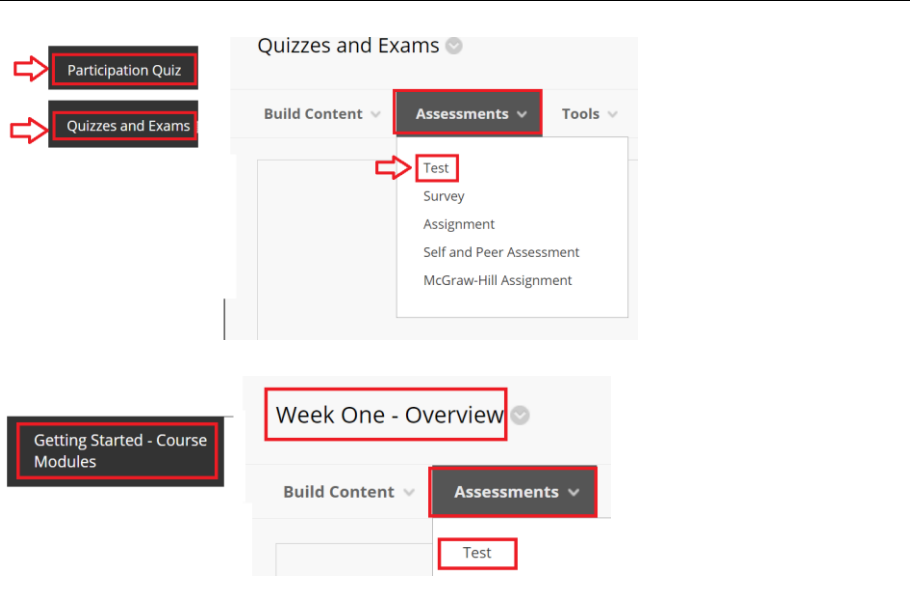 Participation Quiz
Quizzes and Exams
Quizzes and Exams
Build Content Assessments Tools
Test
Survey
Assignment
Self and Peer Assessment
McGraw-Hill Assignment
Getting Started - Course
Modules
Week One - Overview
Build Content Assessments
Test